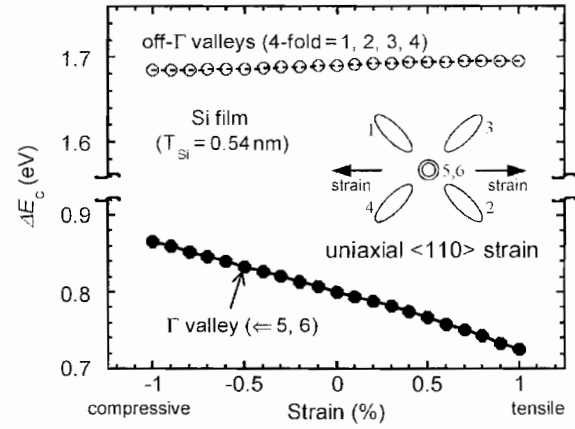 off-Γ valleys (4-fold = 1, 2, 3, 4)
1.7
Si film
(T_Si = 0.54 nm)
1.6
1
3
5,6
strain
strain
4
2
ΔE_c (eV)
0.9
uniaxial <110> strain
0.8
Γ valley (⇐ 5, 6)
0.7
-1
-0.5
0
0.5
1
compressive
Strain (%)
tensile